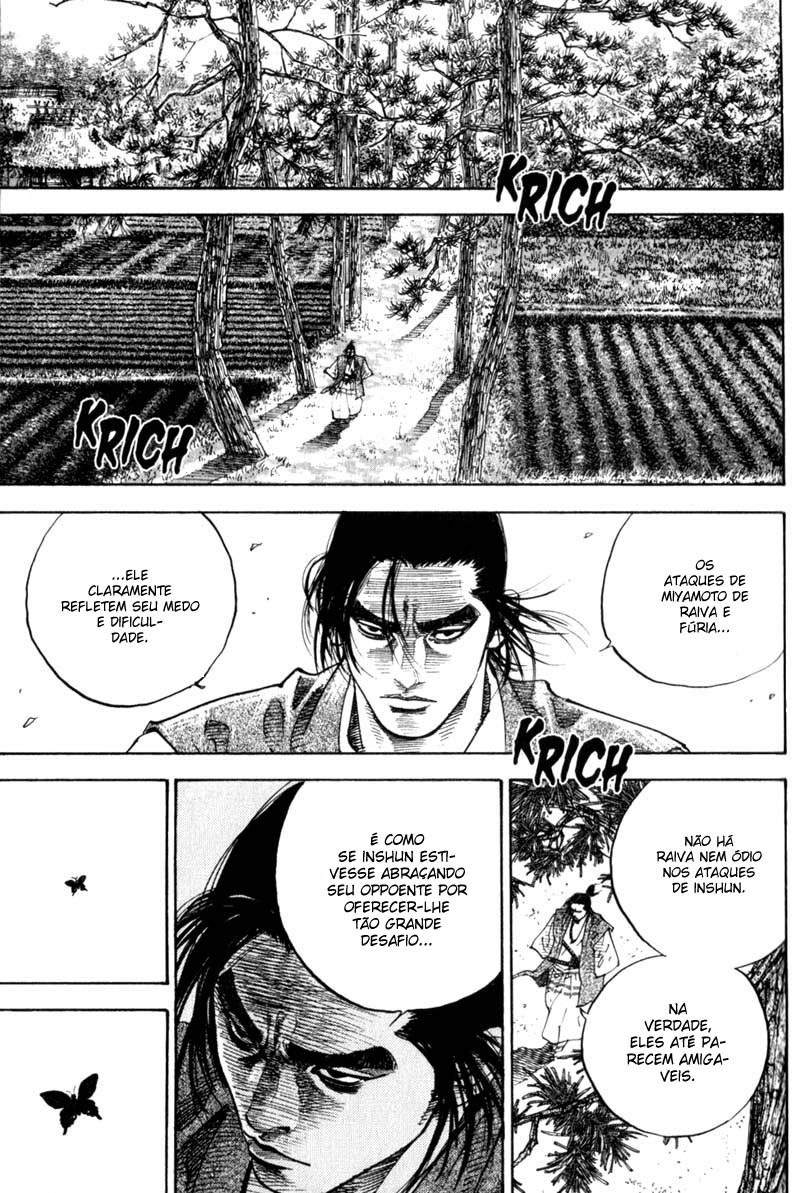 KRICH
KRICH
OS
ATAQUES DE
MIYAMOTO DE
RAIVA E
FÚRIA...
...ELE
CLARAMENTE
REFLETEM SEU MEDO
E DIFICUL-
DADE.
KRICH
NÃO HÁ
RAIVA NEM ÓDIO
NOS ATAQUES
DE INSHUN.
NA
VERDADE,
ELES ATÉ PA-
RECEM AMIGA-
VEIS.
É COMO
SE INSHUN ESTI-
VESSE ABRAÇANDO
SEU OPPOENTE POR
OFERECER-LHE
TÃO GRANDE
DESAFIO...